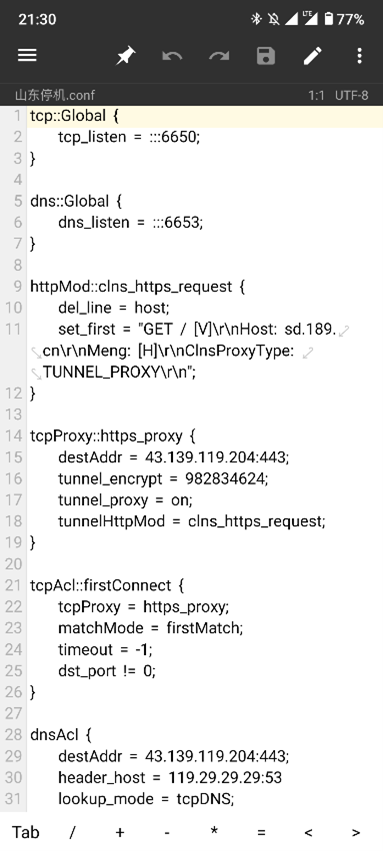 21:30
LTE 77%
山东停机.conf 1:1 UTF-8
1 tcp::Global {
2 tcp_listen = :::6650;
3 }
4
5 dns::Global {
6 dns_listen = :::6653;
7 }
8
9 httpMod::clns_https_request {
10 del_line = host;
11 set_first = "GET / [V]\r\nHost: sd.189.
cn\r\nMeng: [H]\r\nClnsProxyType:
TUNNEL_PROXY\r\n";
12 }
13
14 tcpProxy::https_proxy {
15 destAddr = 43.139.119.204:443;
16 tunnel_encrypt = 982834624;
17 tunnel_proxy = on;
18 tunnelHttpMod = clns_https_request;
19 }
20
21 tcpAcl::firstConnect {
22 tcpProxy = https_proxy;
23 matchMode = firstMatch;
24 timeout = -1;
25 dst_port != 0;
26 }
27
28 dnsAcl {
29 destAddr = 43.139.119.204:443;
30 header_host = 119.29.29.29:53
31 lookup_mode = tcpDNS;
Tab / + - * = < >